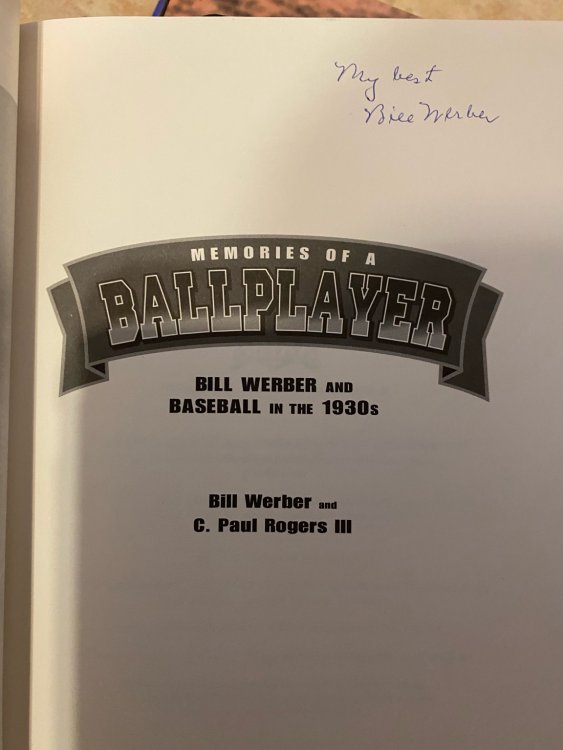 My best
Bill Werber
MEMORIES OF A
BALLPLAYER
BILL WERBER AND
BASEBALL IN THE 1930s
Bill Werber and
C. Paul Rogers III